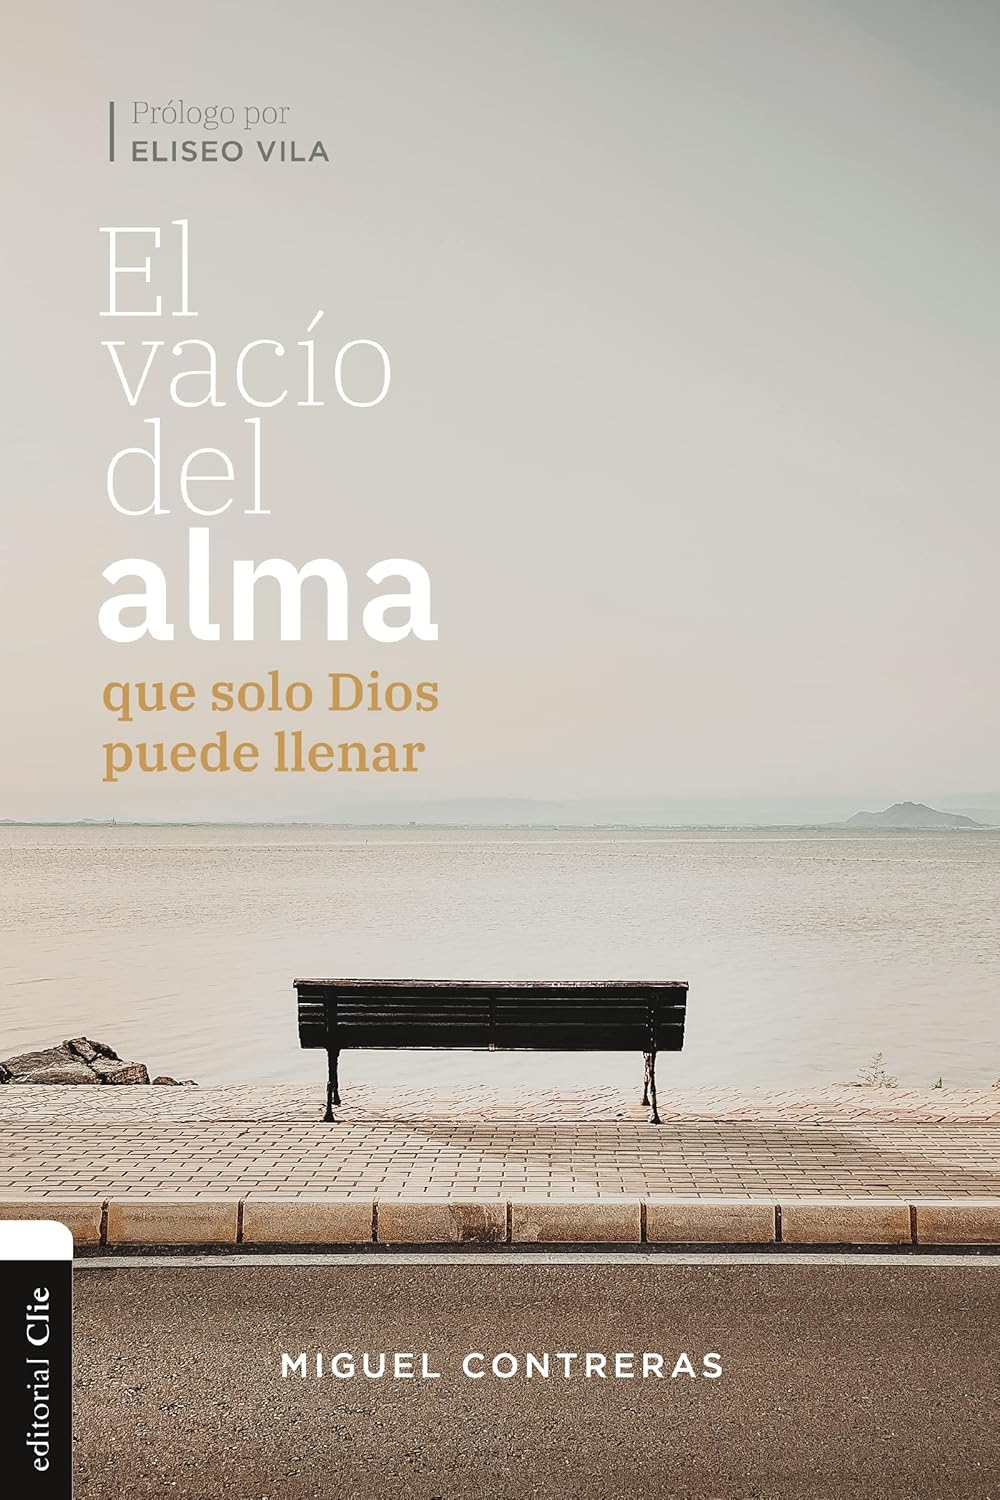 Prólogo por
ELISEO VILA
El
vacío
del
alma
que solo Dios
puede llenar
MIGUEL CONTRERAS
editorial Clie